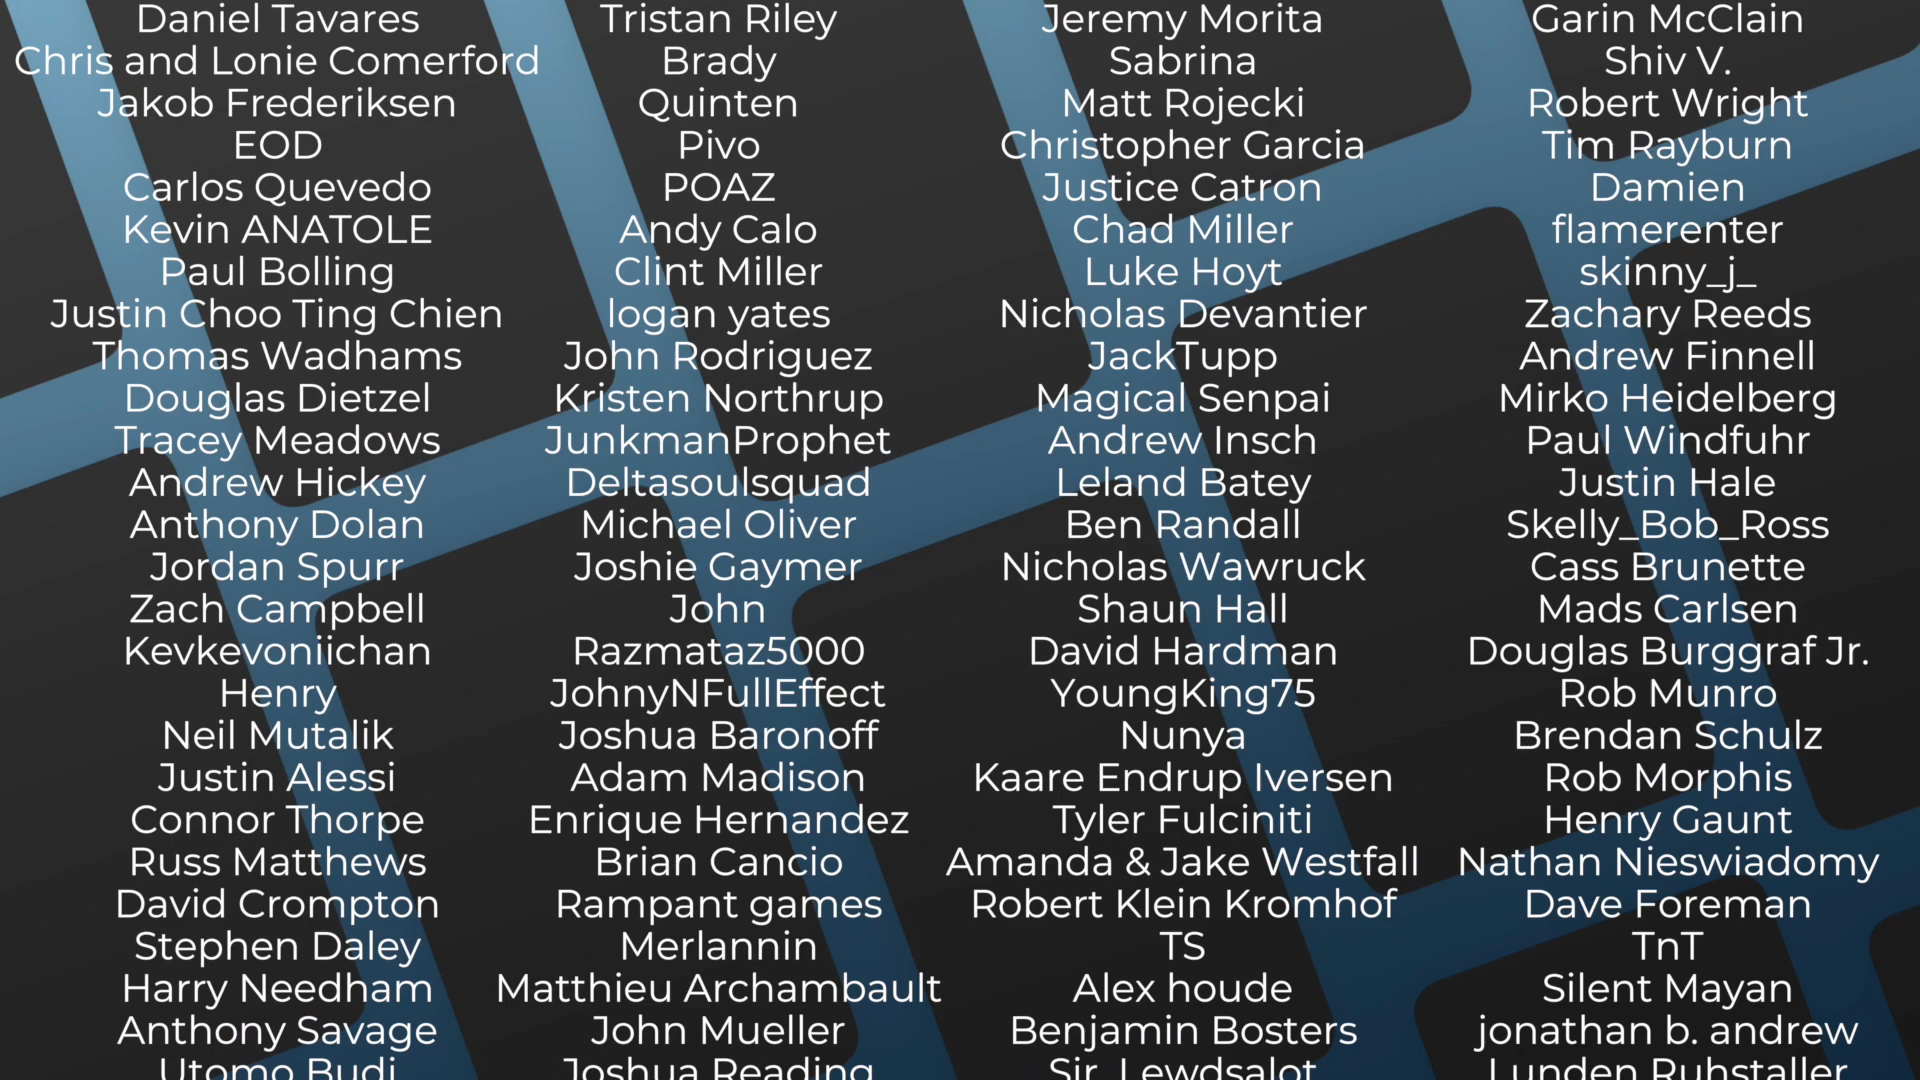 Daniel Tavares
Chris and Lonie Comerford
Jakob Frederiksen
EOD
Carlos Quevedo
Kevin ANATOLE
Paul Bolling
Justin Choo Ting Chien
Thomas Wadhams
Douglas Dietzel
Tracey Meadows
Andrew Hickey
Anthony Dolan
Jordan Spurr
Zach Campbell
Kevkevoniichan
Henry
Neil Mutalik
Justin Alessi
Connor Thorpe
Russ Matthews
David Crompton
Stephen Daley
Harry Needham
Anthony Savage
Utomo Budi
Tristan Riley
Brady
Quinten
Pivo
POAZ
Andy Calo
Clint Miller
logan yates
John Rodriguez
Kristen Northrup
JunkmanProphet
Deltasoulsquad
Michael Oliver
Joshie Gaymer
John
Razmataz5000
JohnyNFullEffect
Joshua Baronoff
Adam Madison
Enrique Hernandez
Brian Cancio
Rampant games
Merlannin
Matthieu Archambault
John Mueller
Joshua Reading
Jeremy Morita
Sabrina
Matt Rojecki
Christopher Garcia
Justice Catron
Chad Miller
Luke Hoyt
Nicholas Devantier
JackTupp
Magical Senpai
Andrew Insch
Leland Batey
Ben Randall
Nicholas Wawruck
Shaun Hall
David Hardman
YoungKing75
Nunya
Kaare Endrup Iversen
Tyler Fulciniti
Amanda & Jake Westfall
Robert Klein Kromhof
TS
Alex houde
Benjamin Bosters
Sir_Lewdsalot
Garin McClain
Shiv V.
Robert Wright
Tim Rayburn
Damien
flamerenter
skinny_j_
Zachary Reeds
Andrew Finnell
Mirko Heidelberg
Paul Windfuhr
Justin Hale
Skelly_Bob_Ross
Cass Brunette
Mads Carlsen
Douglas Burggraf Jr.
Rob Munro
Brendan Schulz
Rob Morphis
Henry Gaunt
Nathan Nieswiadomy
Dave Foreman
TnT
Silent Mayan
jonathan b. andrew
Lunden Ruhstaller